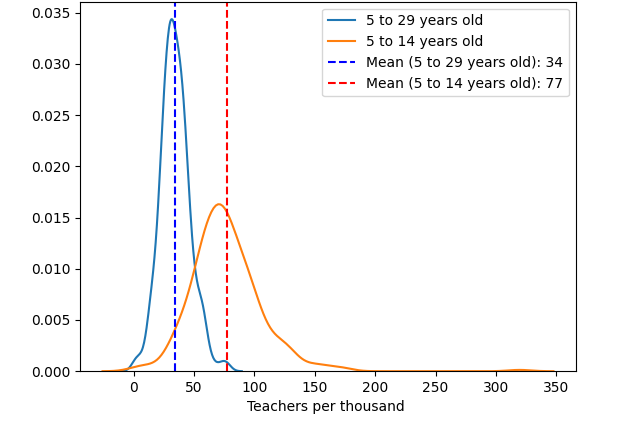 0.035
0.030
0.025
0.020
0.015
0.010
0.005
0.000
5 to 29 years old
5 to 14 years old
Mean (5 to 29 years old): 34
Mean (5 to 14 years old): 77
0 50 100 150 200 250 300 350
Teachers per thousand